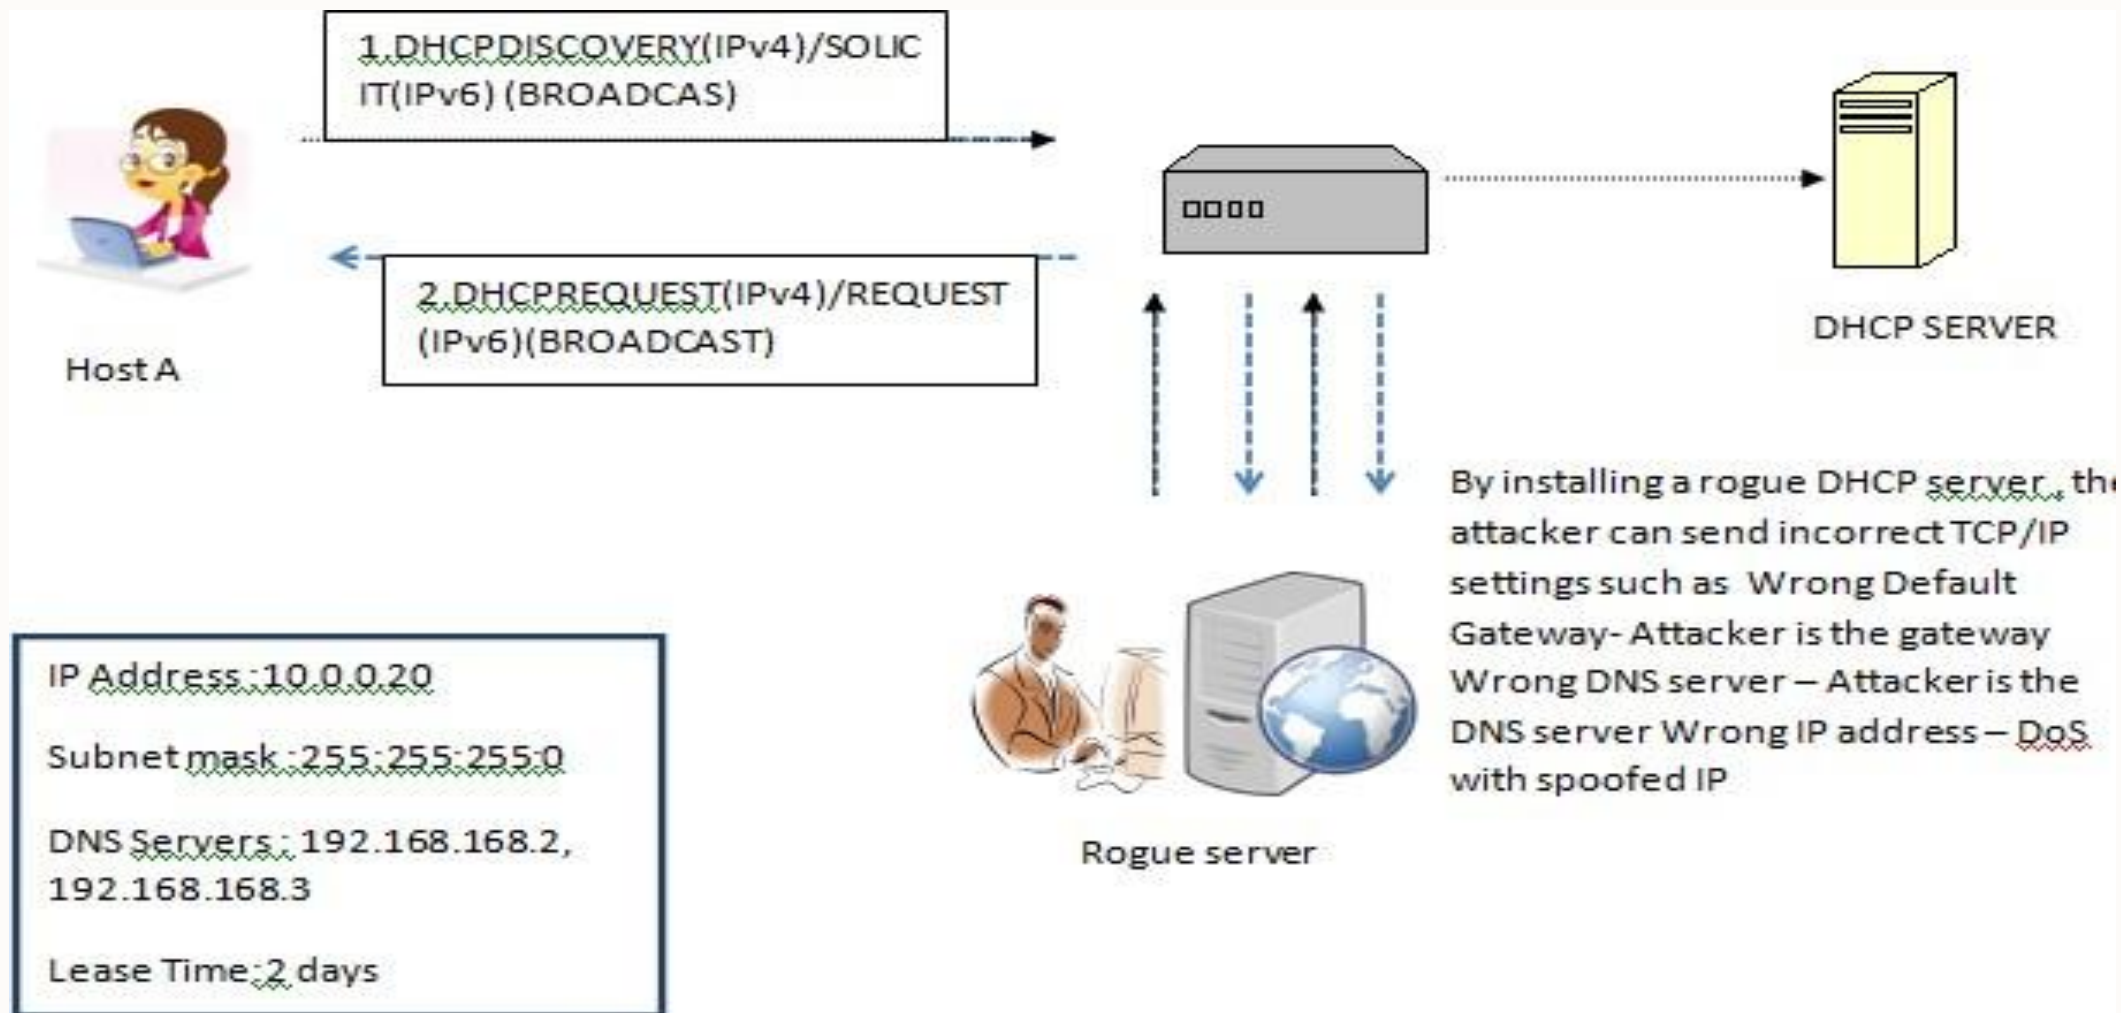 1.DHCPDISCOVERY(IPv4)/SOLIC
IT(IPv6) (BROADCAS)
2.DHCPREQUEST(IPv4)/REQUEST
(IPv6)(BROADCAST)
Host A
DHCP SERVER
By installing a rogue DHCP server , the
attacker can send incorrect TCP/IP
settings such as Wrong Default
Gateway- Attacker is the gateway
Wrong DNS server – Attacker is the
DNS server Wrong IP address – DoS
with spoofed IP
Rogue server
IP Address :10.0.0.20
Subnet mask :255:255:255:0
DNS Servers : 192.168.168.2,
192.168.168.3
Lease Time:2 days